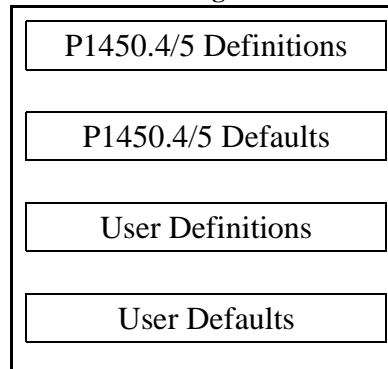 P1450.4/5 Definitions
P1450.4/5 Defaults
User Definitions
User Defaults